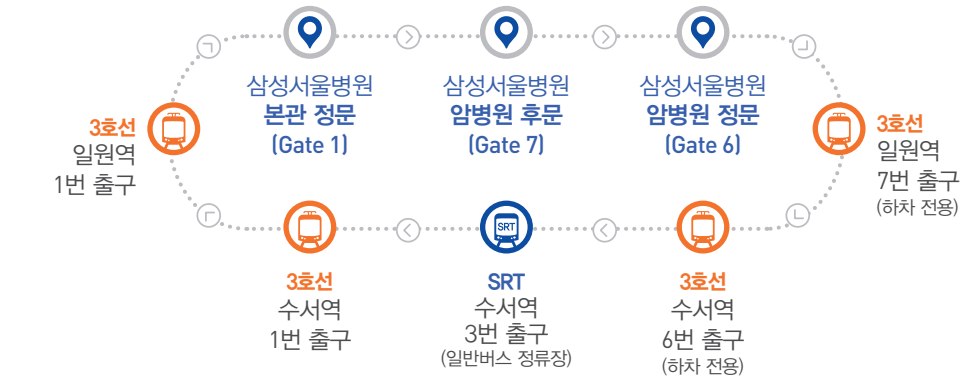 삼성서울병원
본관 정문
(Gate 1)
삼성서울병원
암병원 후문
(Gate 7)
삼성서울병원
암병원 정문
(Gate 6)
3호선
일원역
1번 출구
3호선
일원역
7번 출구
(하차 전용)
3호선
수서역
1번 출구
SRT
SRT
수서역
3번 출구
(일반버스 정류장)
3호선
수서역
6번 출구
(하차 전용)